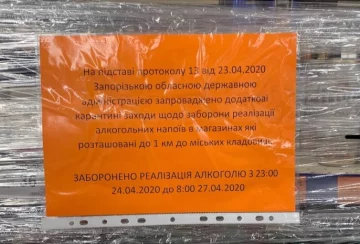 На підставі протоколу 13 від 23.04.2020
Запорізькою обласною державною
адміністрацією запроваджено додаткові
карантині заходи щодо заборони реалізації
алкогольних напоїв в магазинах які
розташовані до 1 км до міських кладовищ.
ЗАБОРОНЕНО РЕАЛІЗАЦІЯ АЛКОГОЛЮ З 23:00
24.04.2020 до 8:00 27.04.2020